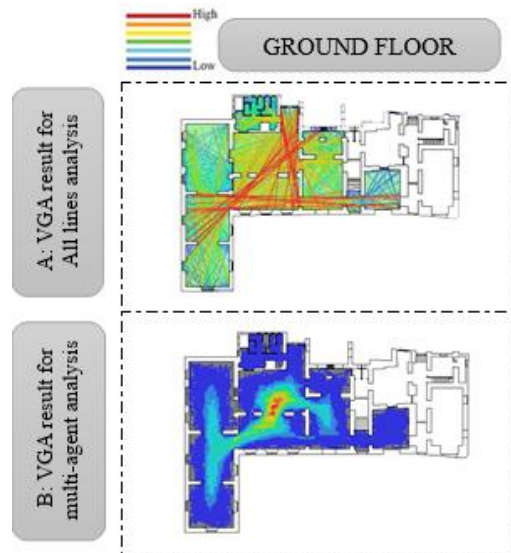 High
Low
GROUND FLOOR
A: VGA result for
All lines analysis
B: VGA result for
multi-agent analysis